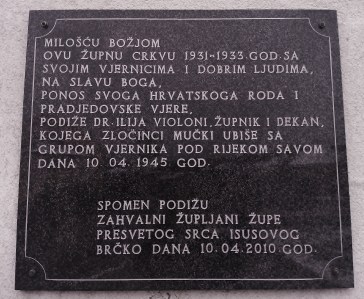 MILOŠĆU BOŽJOM
OVU ŽUPNU CRKVU 1931-1933.GOD.SA
SVOJIM VJERNICIMA I DOBRIM LJUDIMA,
NA SLAVU BOGA,
PONOS SVOGA HRVATSKOGA RODA I
PRADJEDOVSKE VJERE,
PODIŽE DR.ILIJA VIOLONI,ŽUPNIK I DEKAN,
KOJEGA ZLOČINCI MUČKI UBIŠE SA
GRUPOM VJERNIKA POD RIJEKOM SAVOM
DANA 10.04.1945 GOD.
SPOMEN PODIŽU
ZAHVALNI ŽUPLJANI ŽUPE
PRESVETOG SRCA ISUSOVOG
BRČKO DANA 10.04.2010.GOD.